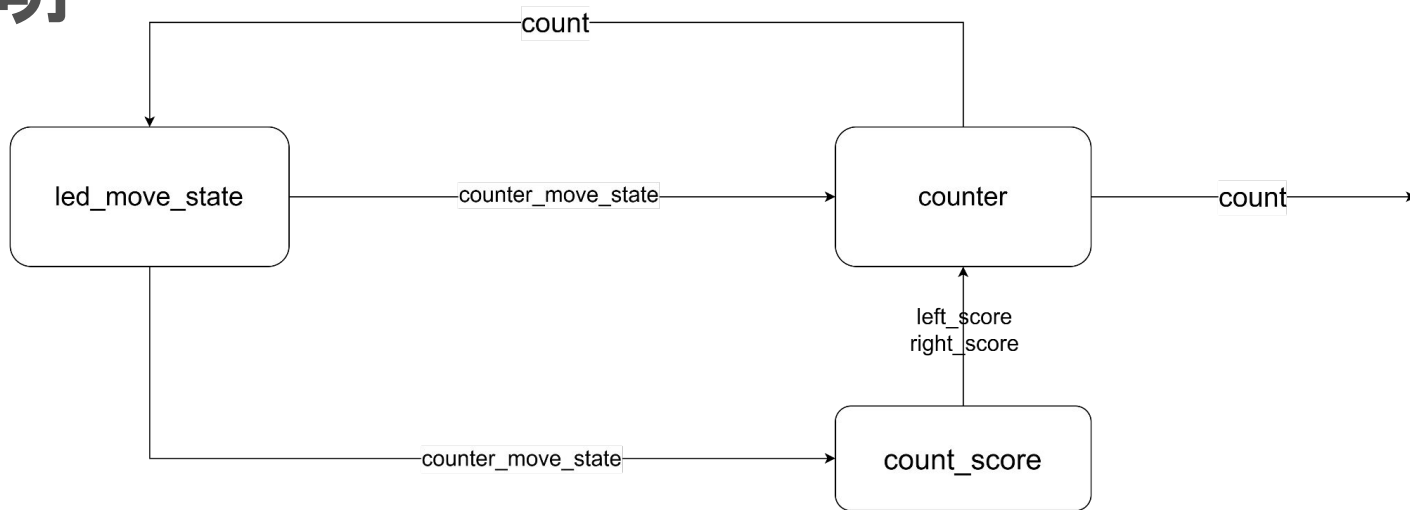 count
led_move_state
counter_move_state
counter
count
left_score
right_score
counter_move_state
count_score